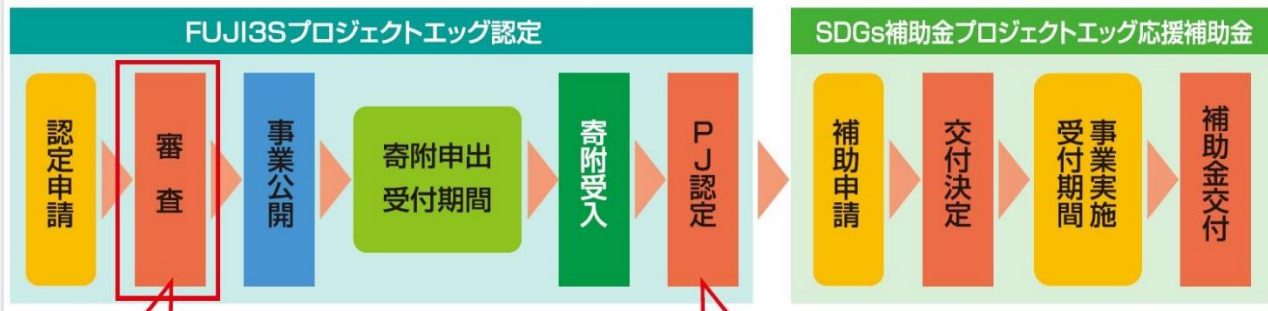 FUJI3Sプロジェクトエッグ認定
認定申請
審査
事業公開
寄附申出
受付期間
寄附受入
PJ認定
SDGs補助金プロジェクトエッグ応援補助金
補助申請
交付決定
事業実施
受付期間
補助金交付